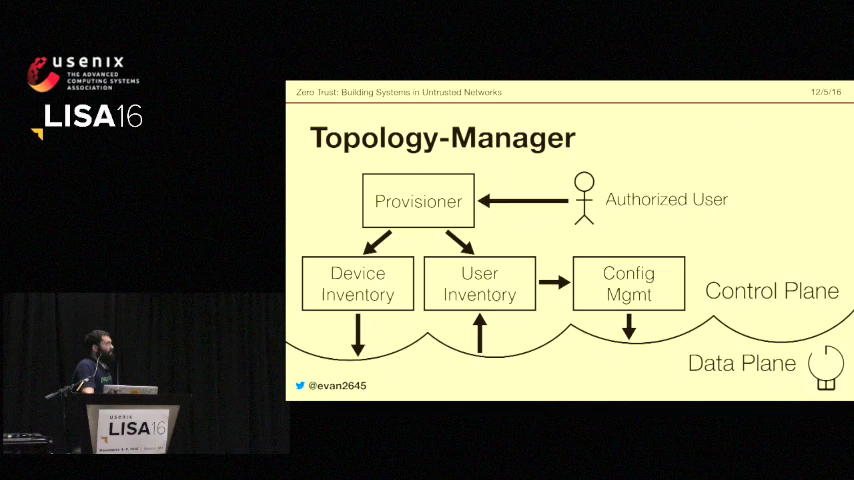 usenix
THE ADVANCED
COMPUTING SYSTEMS
ASSOCIATION
LISA16
Zero Trust: Building Systems in Untrusted Networks
12/5/16
Topology-Manager
Provisioner
Authorized User
Device
Inventory
User
Inventory
Config
Mgmt
Control Plane
Data Plane
@evan2645
usenix
LISA16